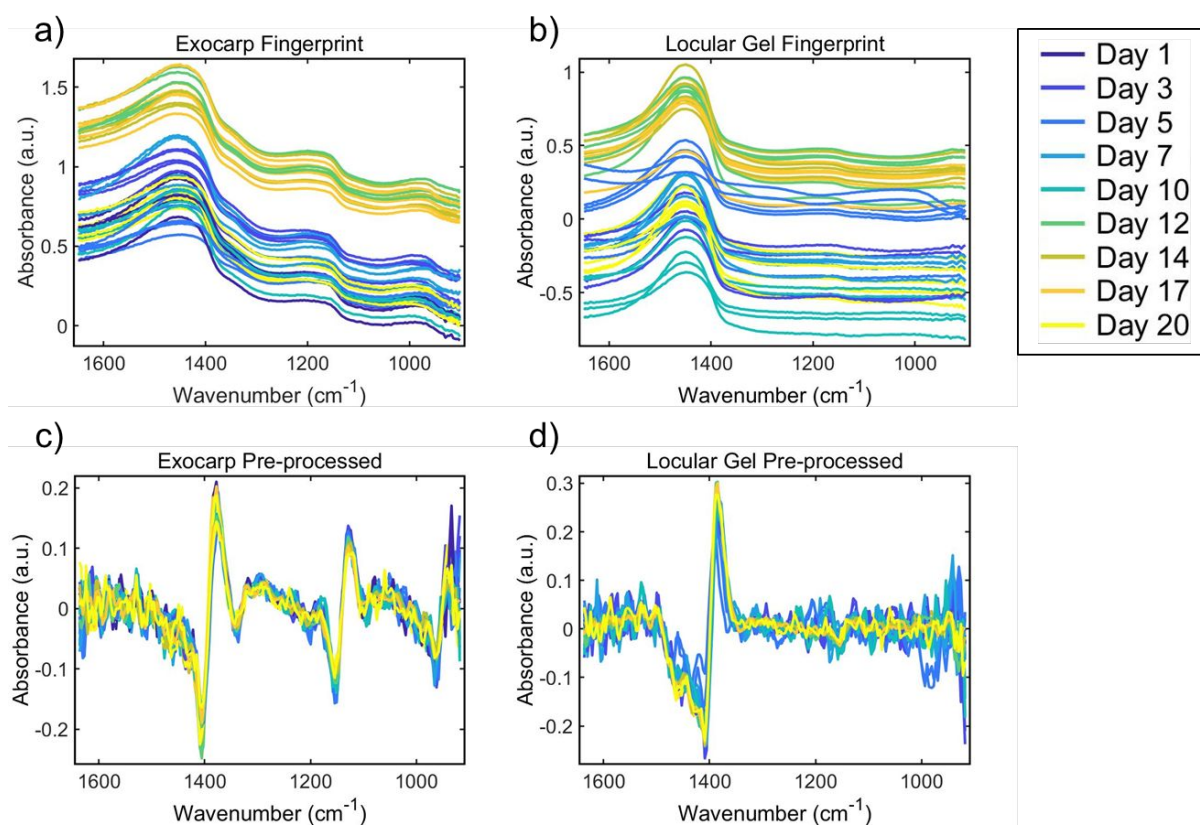 a)
Exocarp Fingerprint
Absorbance (a.u.)
1.5
1
0.5
0
1600
1400
1200
1000
Wavenumber (cm⁻¹)
b)
Locular Gel Fingerprint
Absorbance (a.u.)
1
0.5
0
-0.5
1600
1400
1200
1000
Wavenumber (cm⁻¹)
Day 1
Day 3
Day 5
Day 7
Day 10
Day 12
Day 14
Day 17
Day 20
c)
Exocarp Pre-processed
Absorbance (a.u.)
0.2
0.1
0
-0.1
-0.2
1600
1400
1200
1000
Wavenumber (cm⁻¹)
d)
Locular Gel Pre-processed
Absorbance (a.u.)
0.3
0.2
0.1
0
-0.1
-0.2
1600
1400
1200
1000
Wavenumber (cm⁻¹)